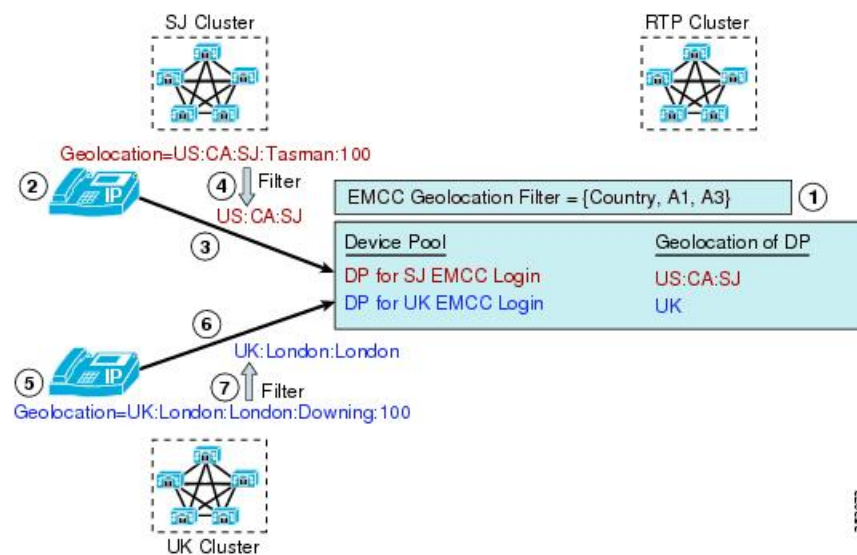 SJ Cluster
RTP Cluster
Geolocation=US:CA:SJ:Tasman:100
2
IP
4
Filter
US:CA:SJ
EMCC Geolocation Filter = {Country, A1, A3}
1
3
Device Pool
Geolocation of DP
DP for SJ EMCC Login
US:CA:SJ
DP for UK EMCC Login
UK
6
UK:London:London
5
IP
7
Filter
Geolocation=UK:London:London:Downing:100
UK Cluster